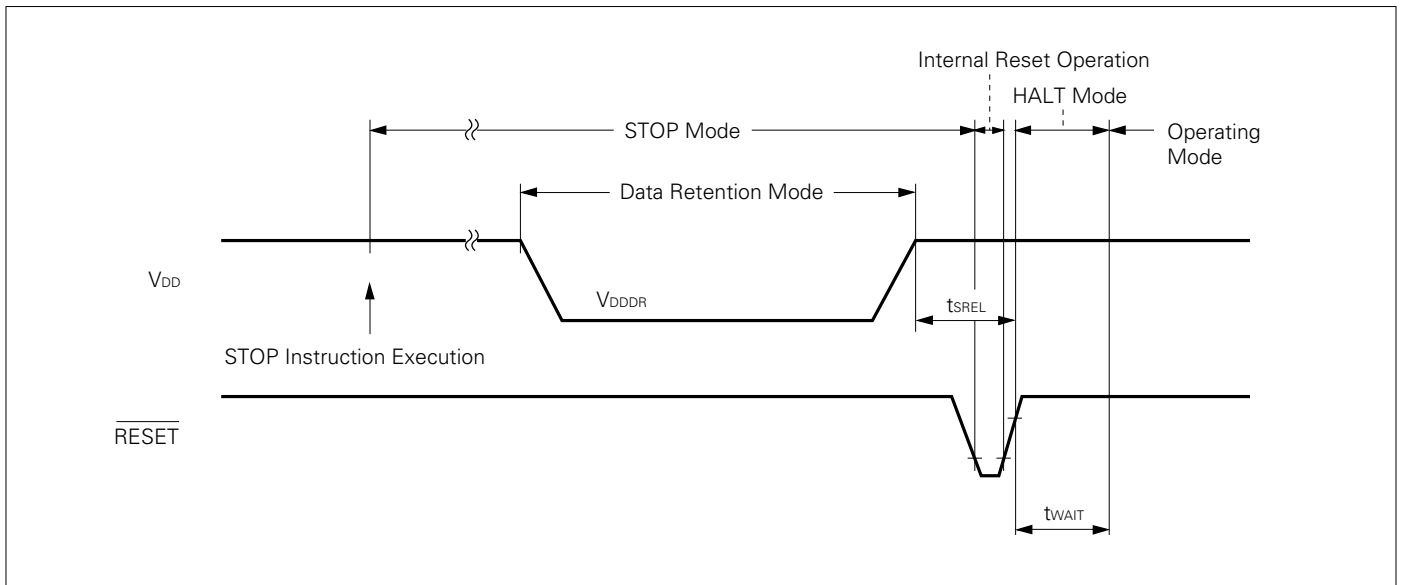 Internal Reset Operation
HALT Mode
STOP Mode
Operating
Mode
Data Retention Mode
VDD
VDDDR
tSREL
STOP Instruction Execution
RESET
tWAIT